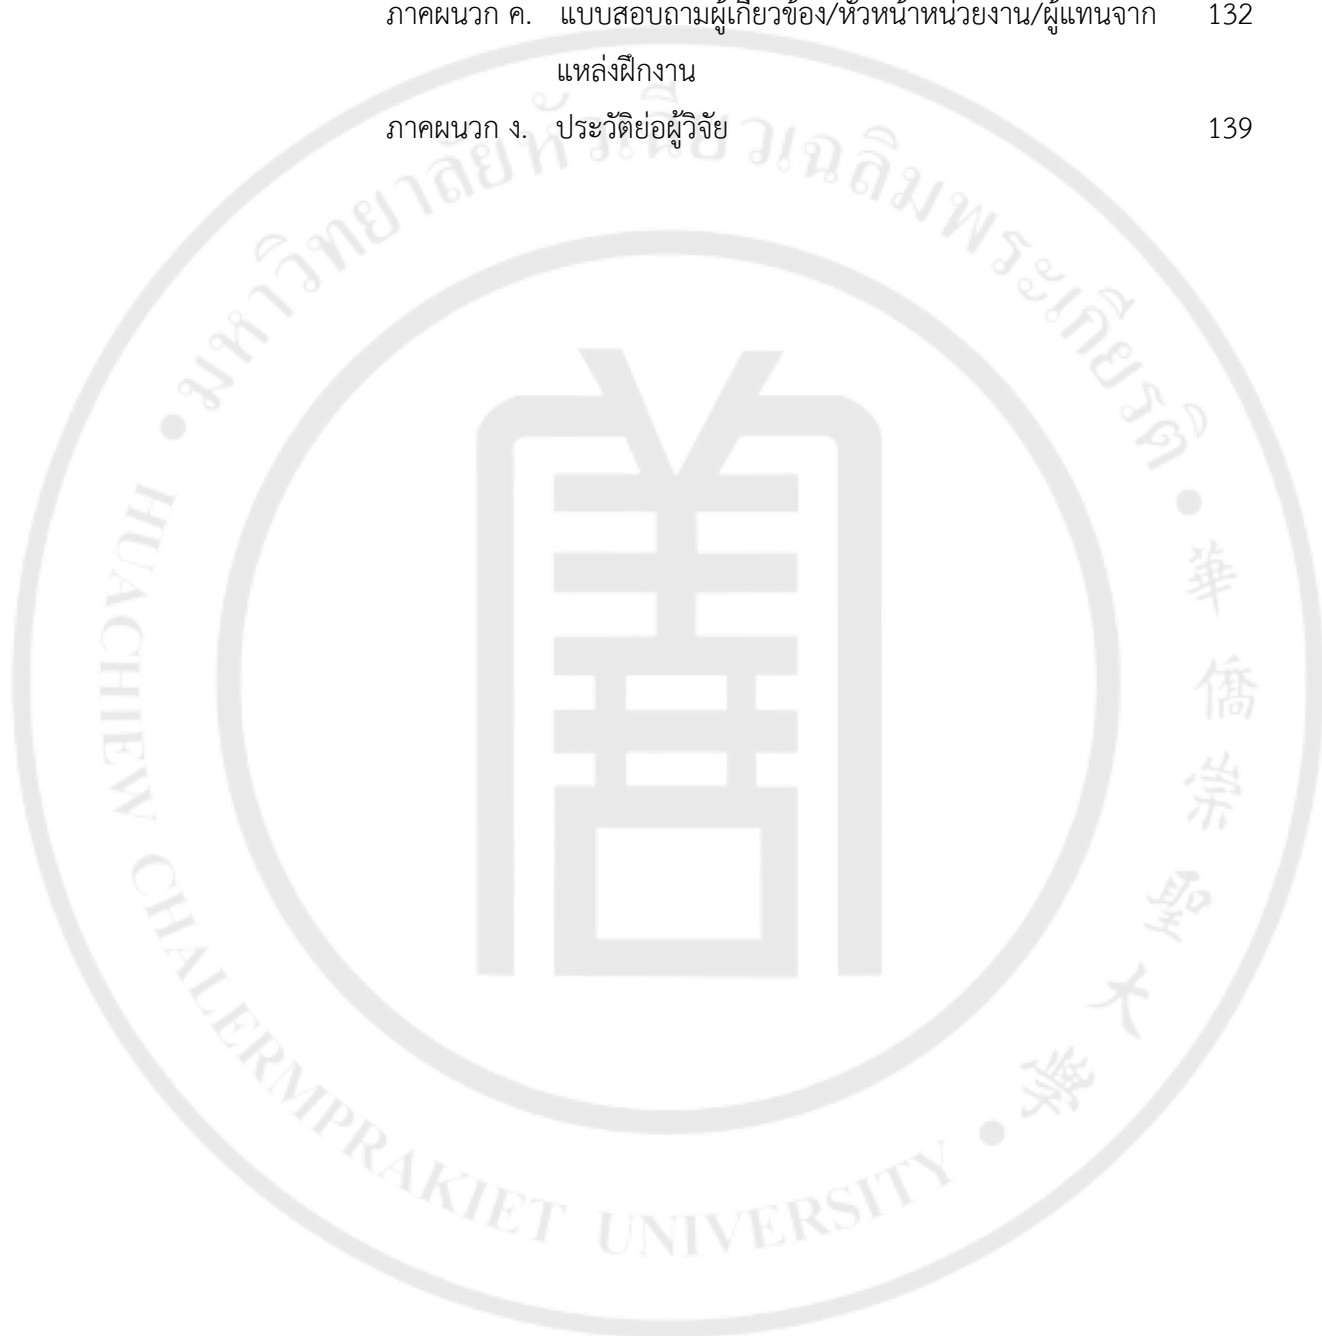 ภาคผนวก ค. แบบสอบถามผู้เกี่ยวข้อง/หัวหน้าหน่วยงาน/ผู้แทนจาก 132
แหล่งฝึกงาน
ภาคผนวก ง. ประวัติย่อผู้วิจัย 139
มหาวิทยาลัยหัวเฉียวเฉลิมพระเกียรติ
HUACHIEW CHALERMPRAKIET UNIVERSITY
華僑崇聖大學